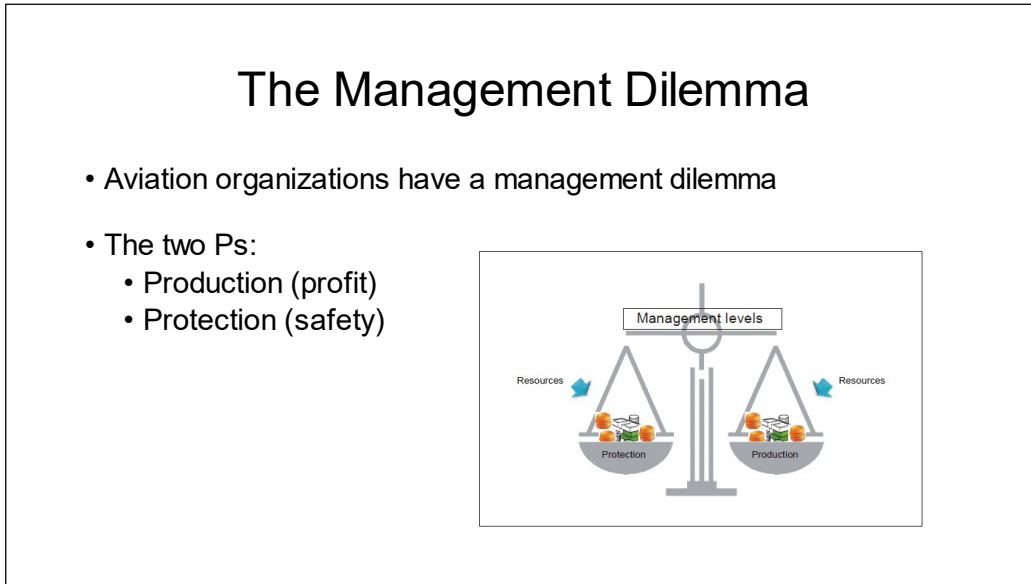 The Management Dilemma
• Aviation organizations have a management dilemma
• The two Ps:
• Production (profit)
• Protection (safety)
Management levels
Resources
Resources
Protection
Production